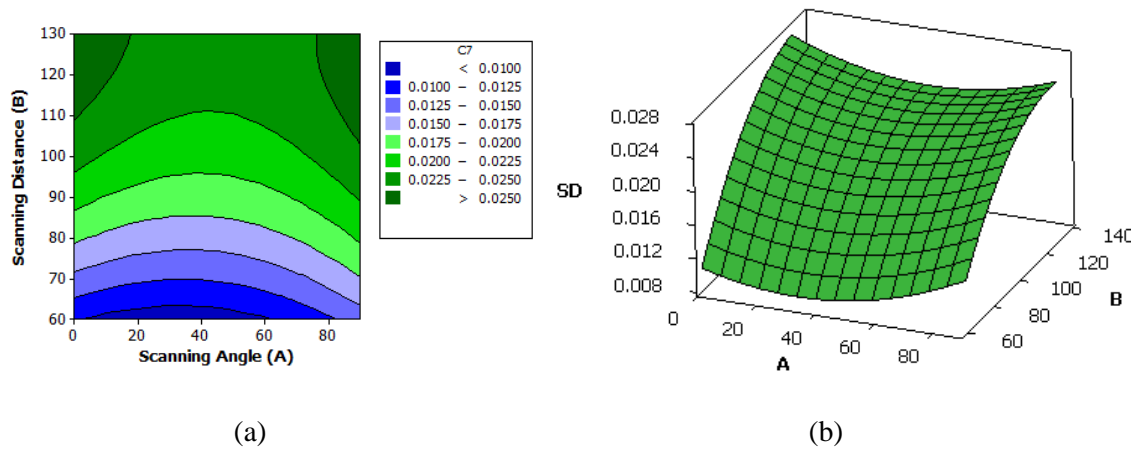 130
120
110
100
90
80
70
60
0
20
40
60
80
Scanning Distance (B)
Scanning Angle (A)
C7
< 0.0100
0.0100 – 0.0125
0.0125 – 0.0150
0.0150 – 0.0175
0.0175 – 0.0200
0.0200 – 0.0225
0.0225 – 0.0250
> 0.0250
(a)
0.028
0.024
0.020
0.016
0.012
0.008
SD
0
20
40
60
80
A
60
80
100
120
140
B
(b)